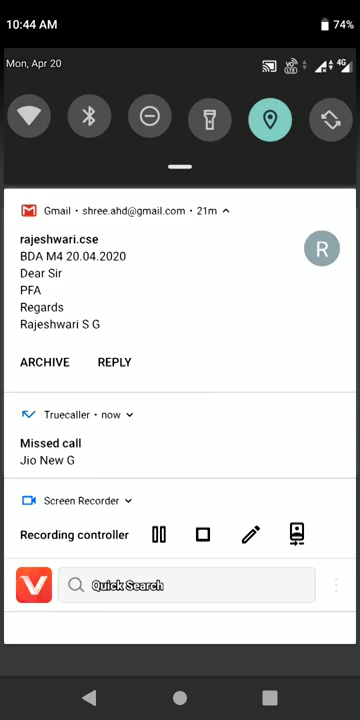 10:44 AM
74%
Mon, Apr 20
VO
LTE
4G
Gmail • shree.ahd@gmail.com • 21m
rajeshwari.cse
R
BDA M4 20.04.2020
Dear Sir
PFA
Regards
Rajeshwari S G
ARCHIVE REPLY
Truecaller • now
Missed call
Jio New G
Screen Recorder
Recording controller
Quick Search